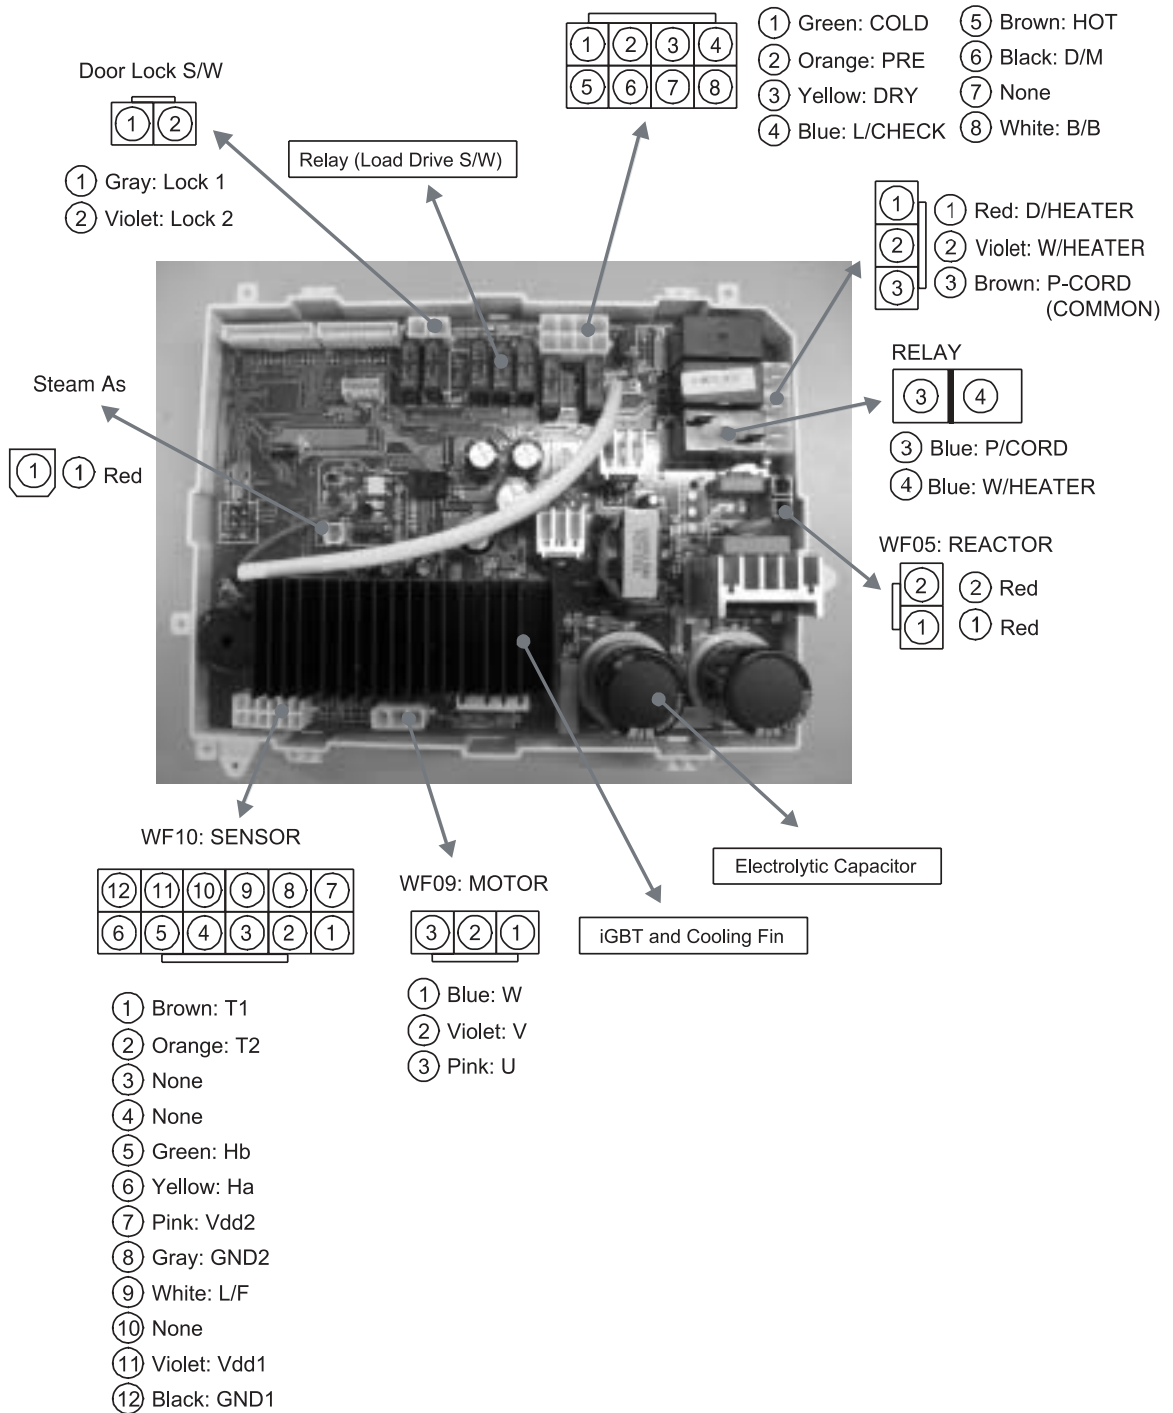 ① ② ③ ④
⑤ ⑥ ⑦ ⑧
① Green: COLD
② Orange: PRE
③ Yellow: DRY
④ Blue: L/CHECK
⑤ Brown: HOT
⑥ Black: D/M
⑦ None
⑧ White: B/B
Door Lock S/W
① ②
① Gray: Lock 1
② Violet: Lock 2
Relay (Load Drive S/W)
①
②
③
① Red: D/HEATER
② Violet: W/HEATER
③ Brown: P-CORD
(COMMON)
RELAY
③ ④
③ Blue: P/CORD
④ Blue: W/HEATER
Steam As
① ① Red
WF05: REACTOR
② ② Red
① ① Red
WF10: SENSOR
⑫ ⑪ ⑩ ⑨ ⑧ ⑦
⑥ ⑤ ④ ③ ② ①
① Brown: T1
② Orange: T2
③ None
④ None
⑤ Green: Hb
⑥ Yellow: Ha
⑦ Pink: Vdd2
⑧ Gray: GND2
⑨ White: L/F
⑩ None
⑪ Violet: Vdd1
⑫ Black: GND1
WF09: MOTOR
③ ② ①
① Blue: W
② Violet: V
③ Pink: U
Electrolytic Capacitor
iGBT and Cooling Fin